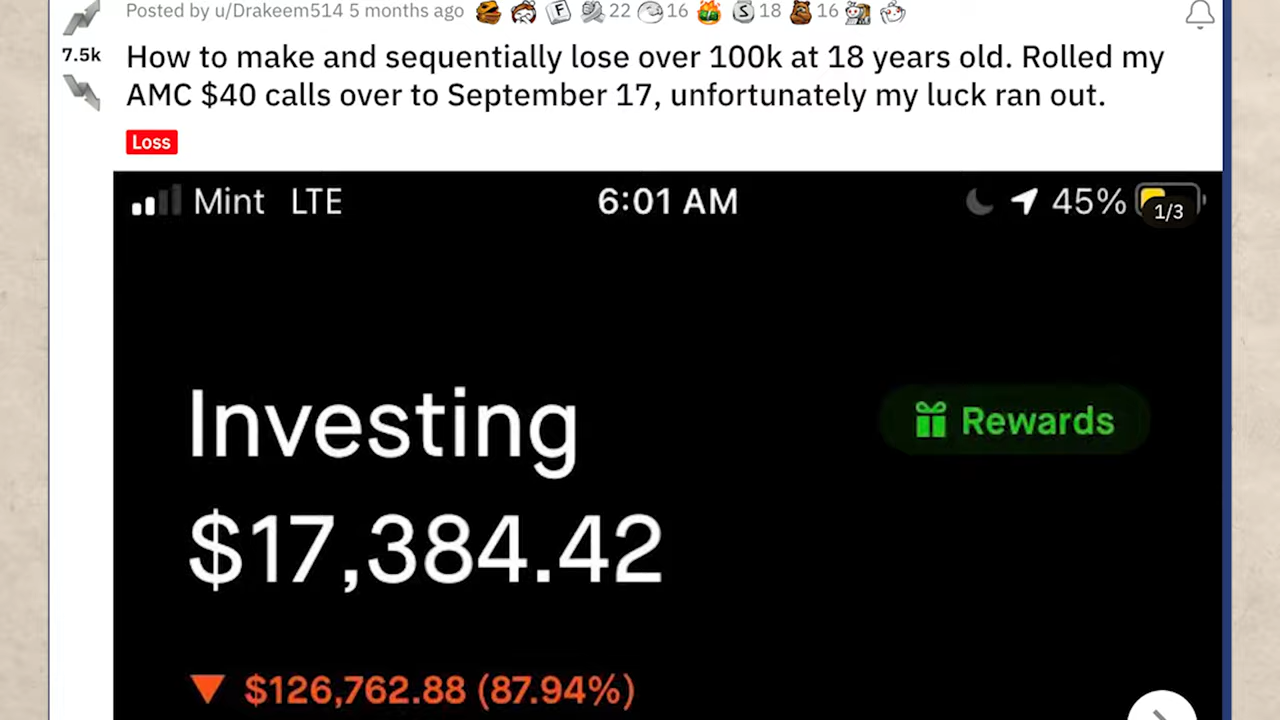 Posted by u/Drakeem514 5 months ago 22 16 18 16
7.5k
How to make and sequentially lose over 100k at 18 years old. Rolled my
AMC $40 calls over to September 17, unfortunately my luck ran out.
Loss
Mint LTE 6:01 AM 45%
1/3
Investing
Rewards
$17,384.42
▼ $126,762.88 (87.94%)